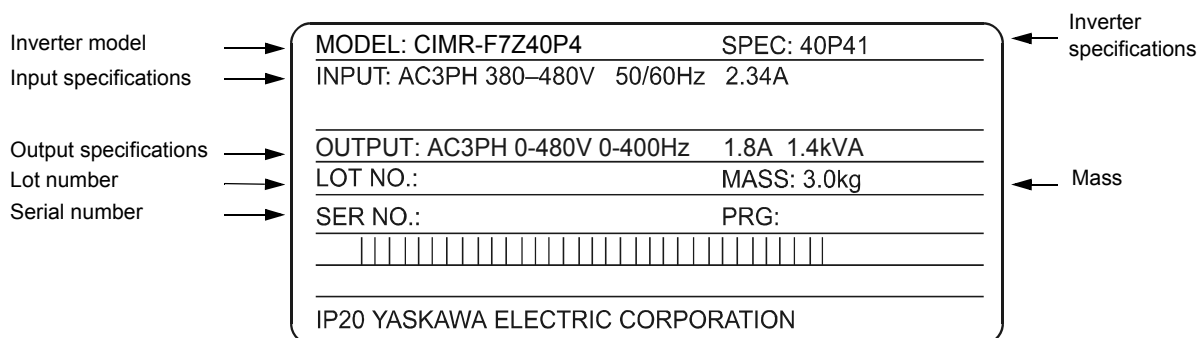 Inverter model
Input specifications
Output specifications
Lot number
Serial number
MODEL: CIMR-F7Z40P4 SPEC: 40P41
INPUT: AC3PH 380–480V 50/60Hz 2.34A
OUTPUT: AC3PH 0-480V 0-400Hz 1.8A 1.4kVA
LOT NO.: MASS: 3.0kg
SER NO.: PRG:
IP20 YASKAWA ELECTRIC CORPORATION
Inverter
specifications
Mass